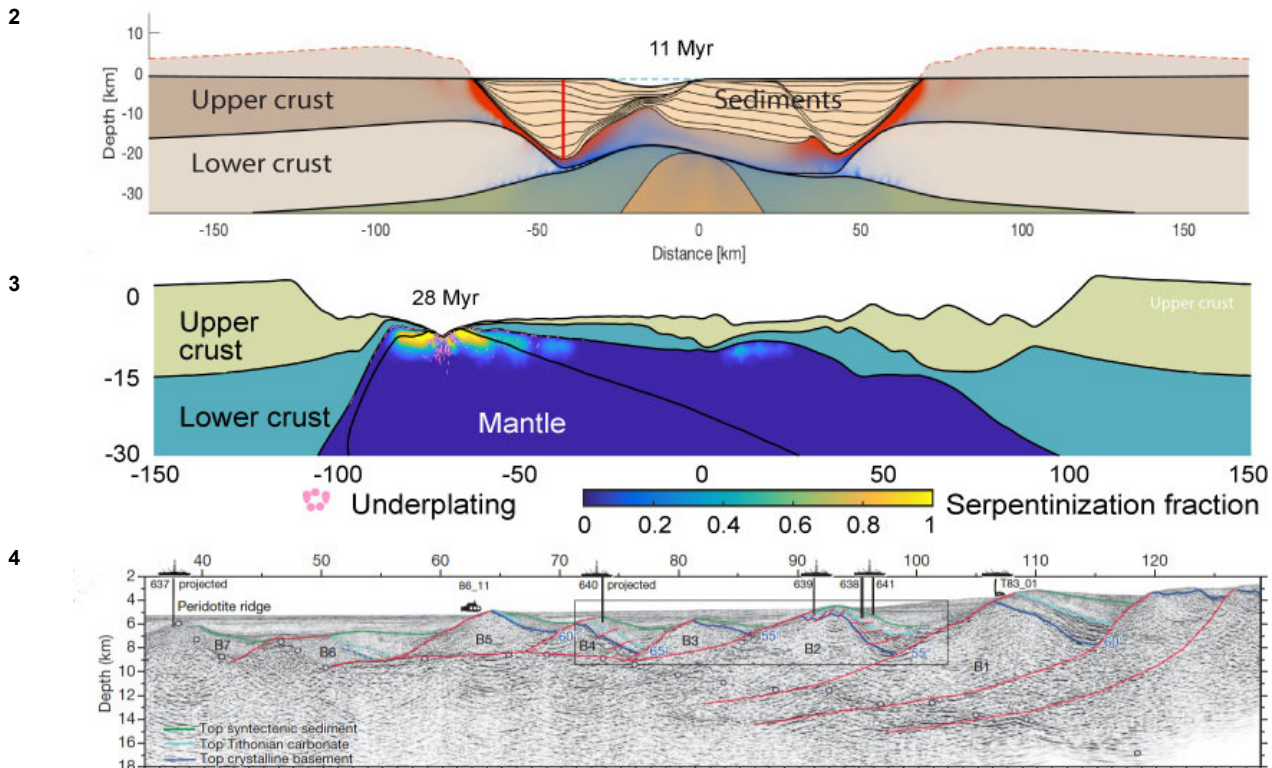 2
10
0
-10
-20
-30
Depth [km]
11 Myr
Upper crust
Sediments
Lower crust
-150 -100 -50 0 50 100 150
Distance [km]
3
0
-15
-30
28 Myr
Upper crust
Upper
crust
Lower crust
Mantle
-150 -100 -50 0 50 100 150
Underplating
0 0.2 0.4 0.6 0.8 1
Serpentinization fraction
4
40 50 60 70 80 90 100 110 120
2
4
6
8
10
12
14
16
18
Depth (km)
637 projected
86_11
640 projected
639
638 641
T83_01
Peridotite ridge
B7
B6
B5
60
B4
65
B3
55°
B2
55°
B1
60°
Top syntectenic sediment
Top Tithonian carbonate
Top crystalline basement